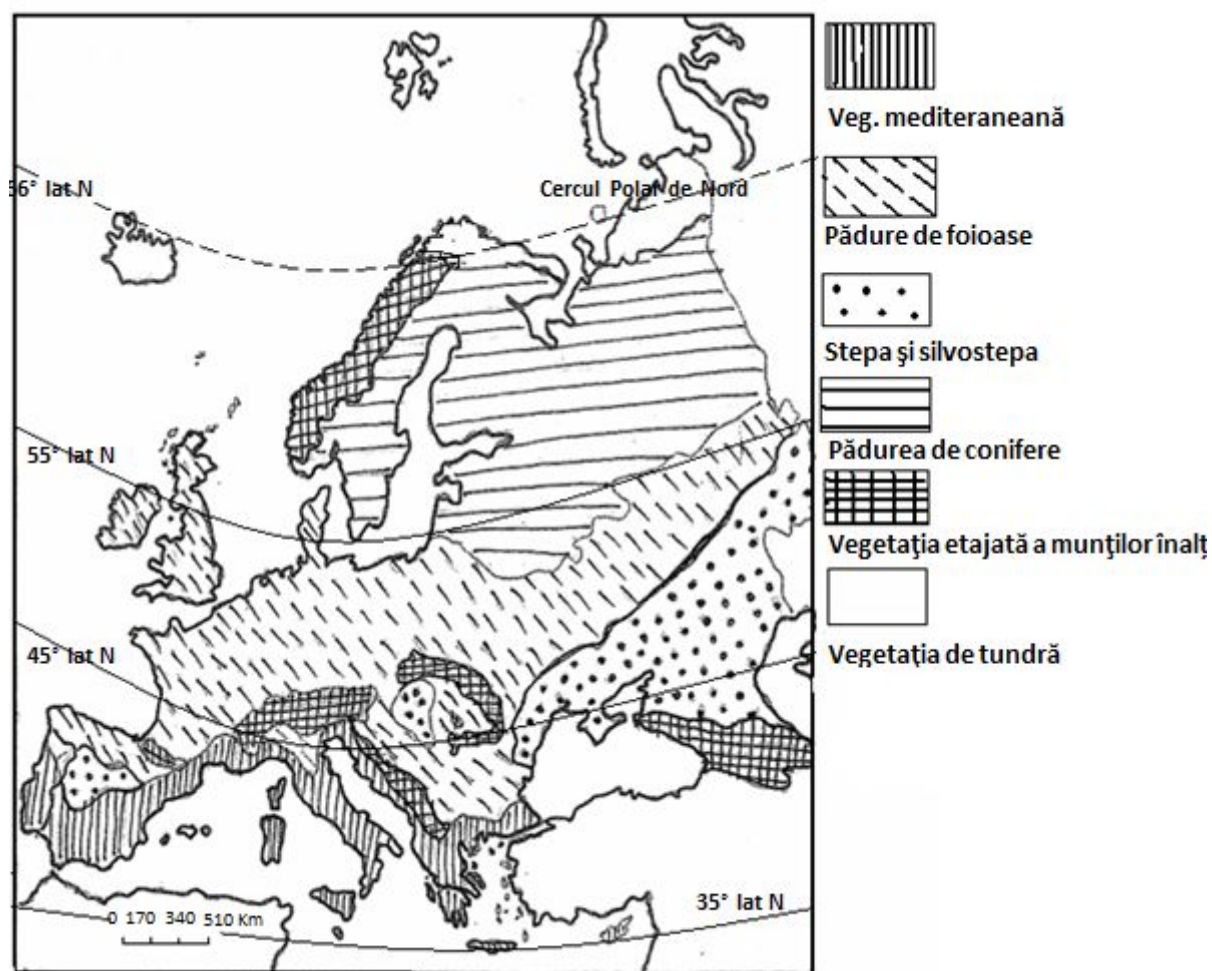 Veg. mediteraneană
66° lat N
Cercul Polar de Nord
Pădure de foioase
Stepa şi silvostepa
55° lat N
Pădurea de conifere
Vegetaţia etajată a munţilor înalţ
45° lat N
Vegetaţia de tundră
35° lat N
0 170 340 510 Km